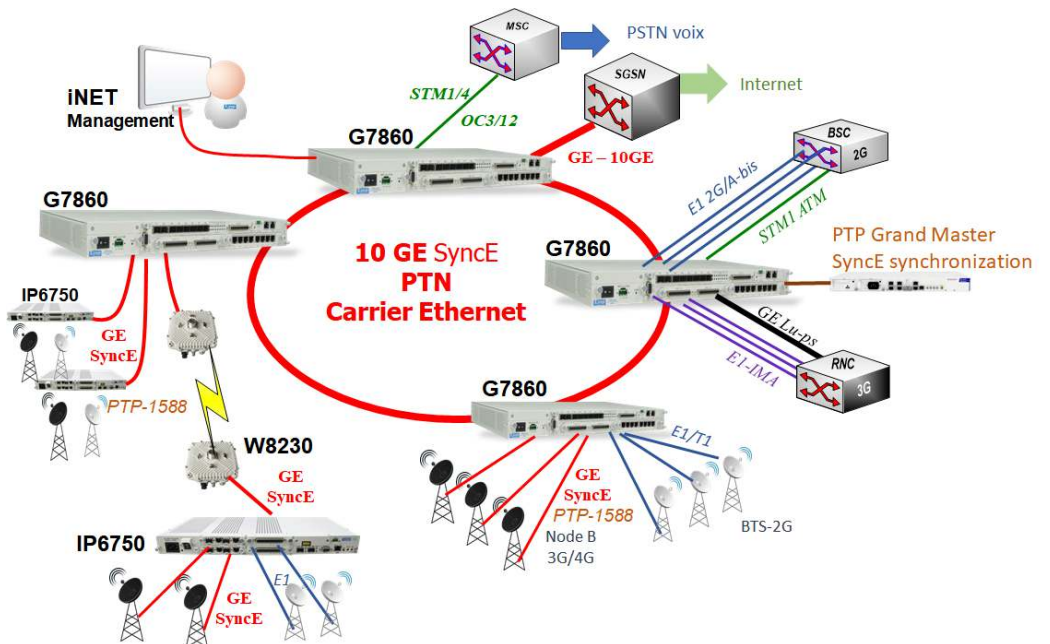 MSC
PSTN voix
SGSN
Internet
iNET
Management
STM1/4
OC3/12
G7860
GE – 10GE
BSC
2G
E1 2G/A-bis
STM1 ATM
G7860
G7860
PTP Grand Master
SyncE synchronization
10 GE SyncE
PTN
Carrier Ethernet
IP6750
GE
SyncE
PTP-1588
GE Lu-ps
E1-IMA
RNC
3G
G7860
W8230
GE
SyncE
E1/T1
GE
SyncE
PTP-1588
Node B
3G/4G
BTS-2G
IP6750
E1
GE
SyncE